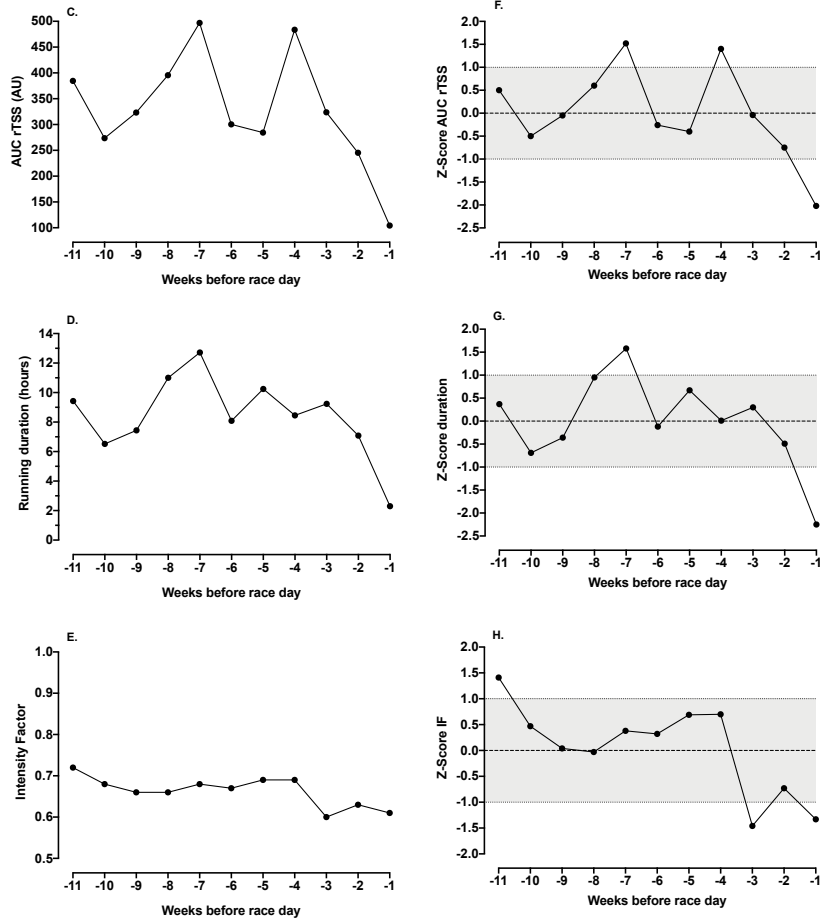 C.
AUC rTSS (AU)
500
450
400
350
300
250
200
150
100
-11 -10 -9 -8 -7 -6 -5 -4 -3 -2 -1
Weeks before race day
F.
Z-Score AUC rTSS
2.0
1.5
1.0
0.5
0.0
-0.5
-1.0
-1.5
-2.0
-2.5
-11 -10 -9 -8 -7 -6 -5 -4 -3 -2 -1
Weeks before race day
D.
Running duration (hours)
14
12
10
8
6
4
2
0
-11 -10 -9 -8 -7 -6 -5 -4 -3 -2 -1
Weeks before race day
G.
Z-Score duration
2.0
1.5
1.0
0.5
0.0
-0.5
-1.0
-1.5
-2.0
-2.5
-11 -10 -9 -8 -7 -6 -5 -4 -3 -2 -1
Weeks before race day
E.
Intensity Factor
1.0
0.9
0.8
0.7
0.6
0.5
-11 -10 -9 -8 -7 -6 -5 -4 -3 -2 -1
Weeks before race day
H.
Z-Score IF
2.0
1.5
1.0
0.5
0.0
-0.5
-1.0
-1.5
-2.0
-11 -10 -9 -8 -7 -6 -5 -4 -3 -2 -1
Weeks before race day